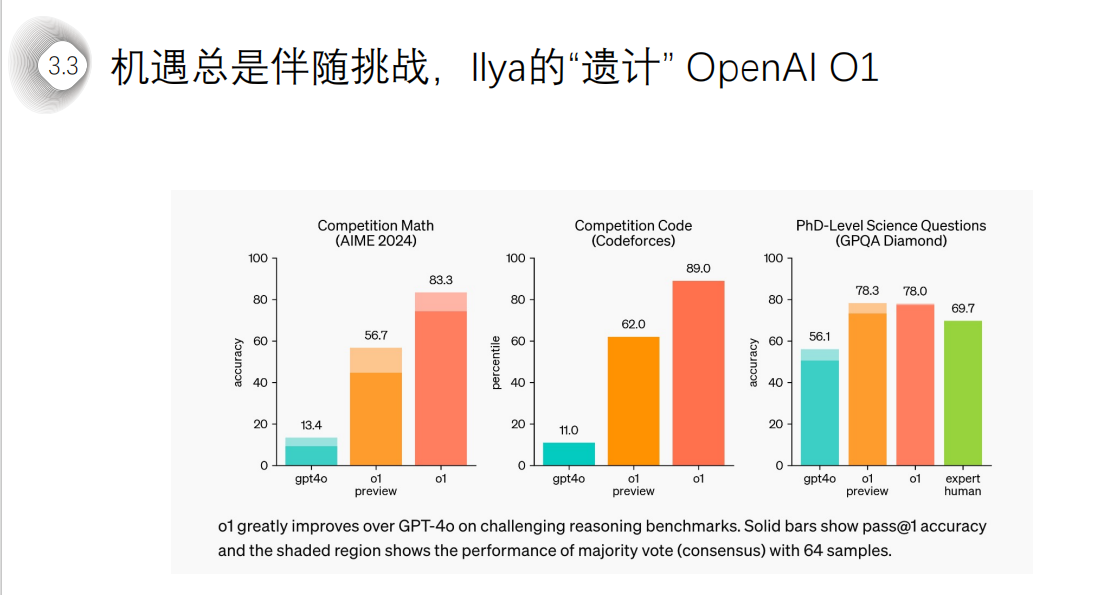 3.3
机遇总是伴随挑战，Ilya的“遗计” OpenAI O1
Competition Math
(AIME 2024)
accuracy
100
80
60
40
20
0
13.4
56.7
83.3
gpt4o
o1
preview
o1
Competition Code
(Codeforces)
percentile
100
80
60
40
20
0
11.0
62.0
89.0
gpt4o
o1
preview
o1
PhD-Level Science Questions
(GPQA Diamond)
accuracy
100
80
60
40
20
0
56.1
78.3
78.0
69.7
gpt4o
o1
preview
o1
expert
human
o1 greatly improves over GPT-4o on challenging reasoning benchmarks. Solid bars show pass@1 accuracy
and the shaded region shows the performance of majority vote (consensus) with 64 samples.